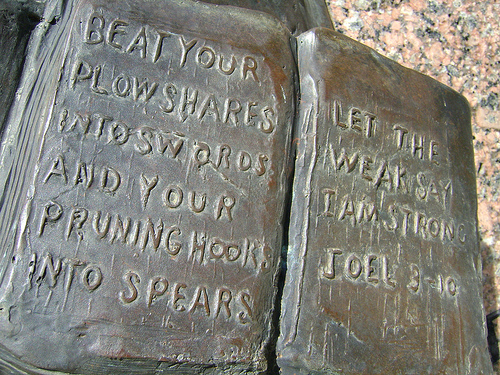 BEAT YOUR
PLOWSHARES
INTO SWORDS
AND YOUR
PRUNING HOOKS
INTO SPEARS
LET THE
WEAK SAY
I AM STRONG
JOEL 3-10